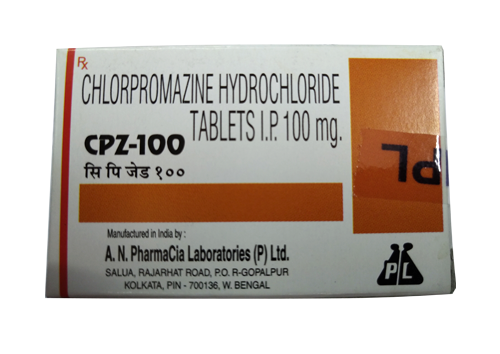 Rx
CHLORPROMAZINE HYDROCHLORIDE
TABLETS I.P. 100 mg.
CPZ-100
सि पि जेड १००
Manufactured in India by :
A. N. PharmaCia Laboratories (P) Ltd.
SALUA, RAJARHAT ROAD, P.O. R-GOPALPUR
KOLKATA, PIN - 700136, W. BENGAL
PL